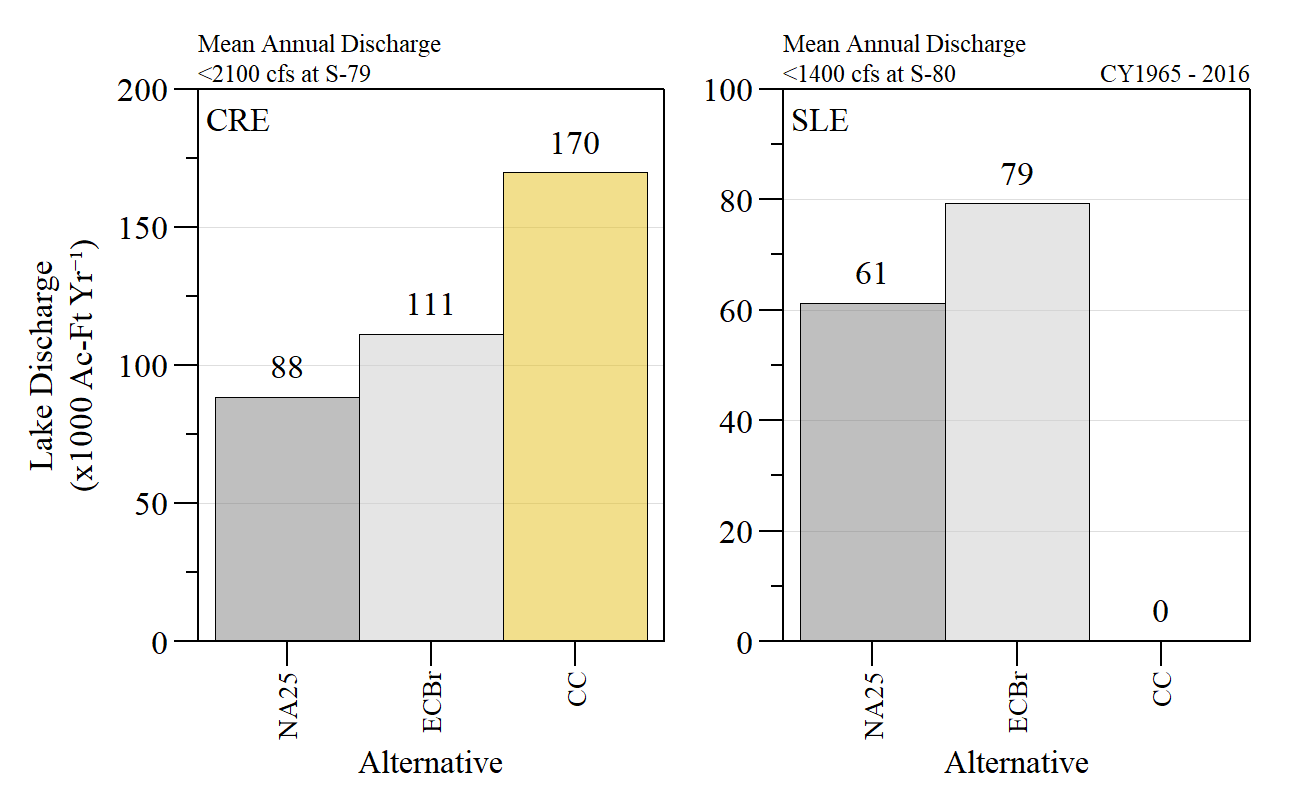 Mean Annual Discharge
<2100 cfs at S-79
CRE
200
150
100
50
0
88
111
170
NA25
ECBr
CC
Alternative
Lake Discharge
(x1000 Ac-Ft Yr⁻¹)
Mean Annual Discharge
<1400 cfs at S-80
CY1965 - 2016
SLE
100
80
60
40
20
0
61
79
0
NA25
ECBr
CC
Alternative